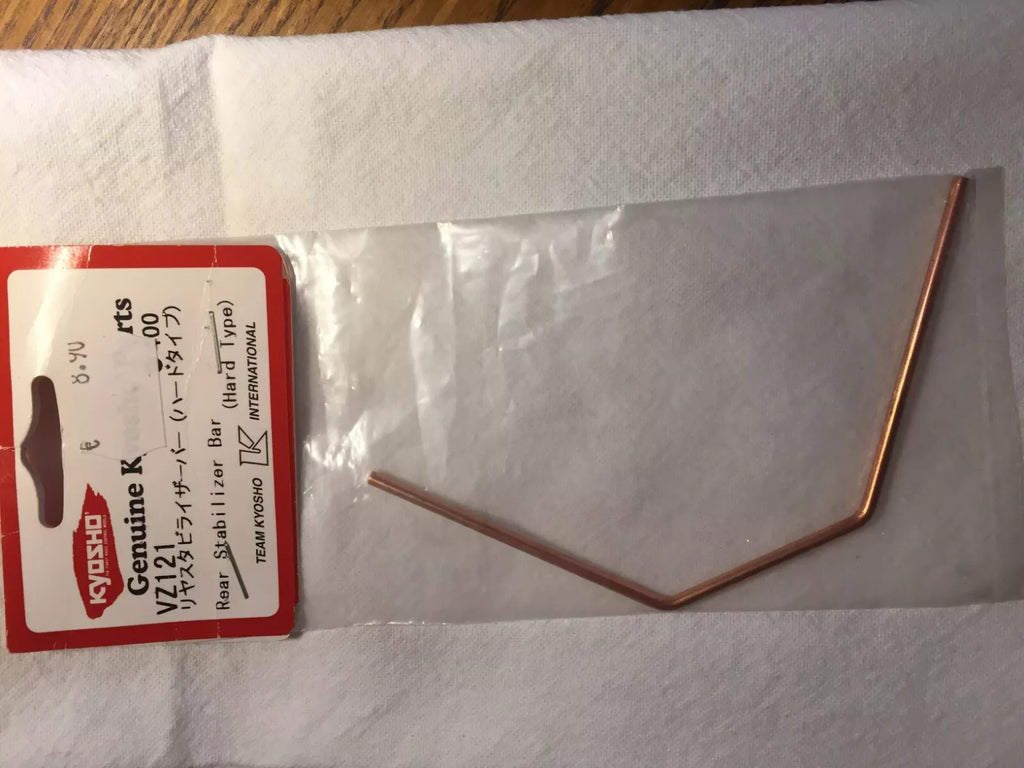 € 8.40
KYOSHO
Genuine K rts
VZ121 .00
リヤスタビライザーバー (ハードタイプ)
Rear Stabilizer Bar (Hard Type)
TEAM KYOSHO K INTERNATIONAL